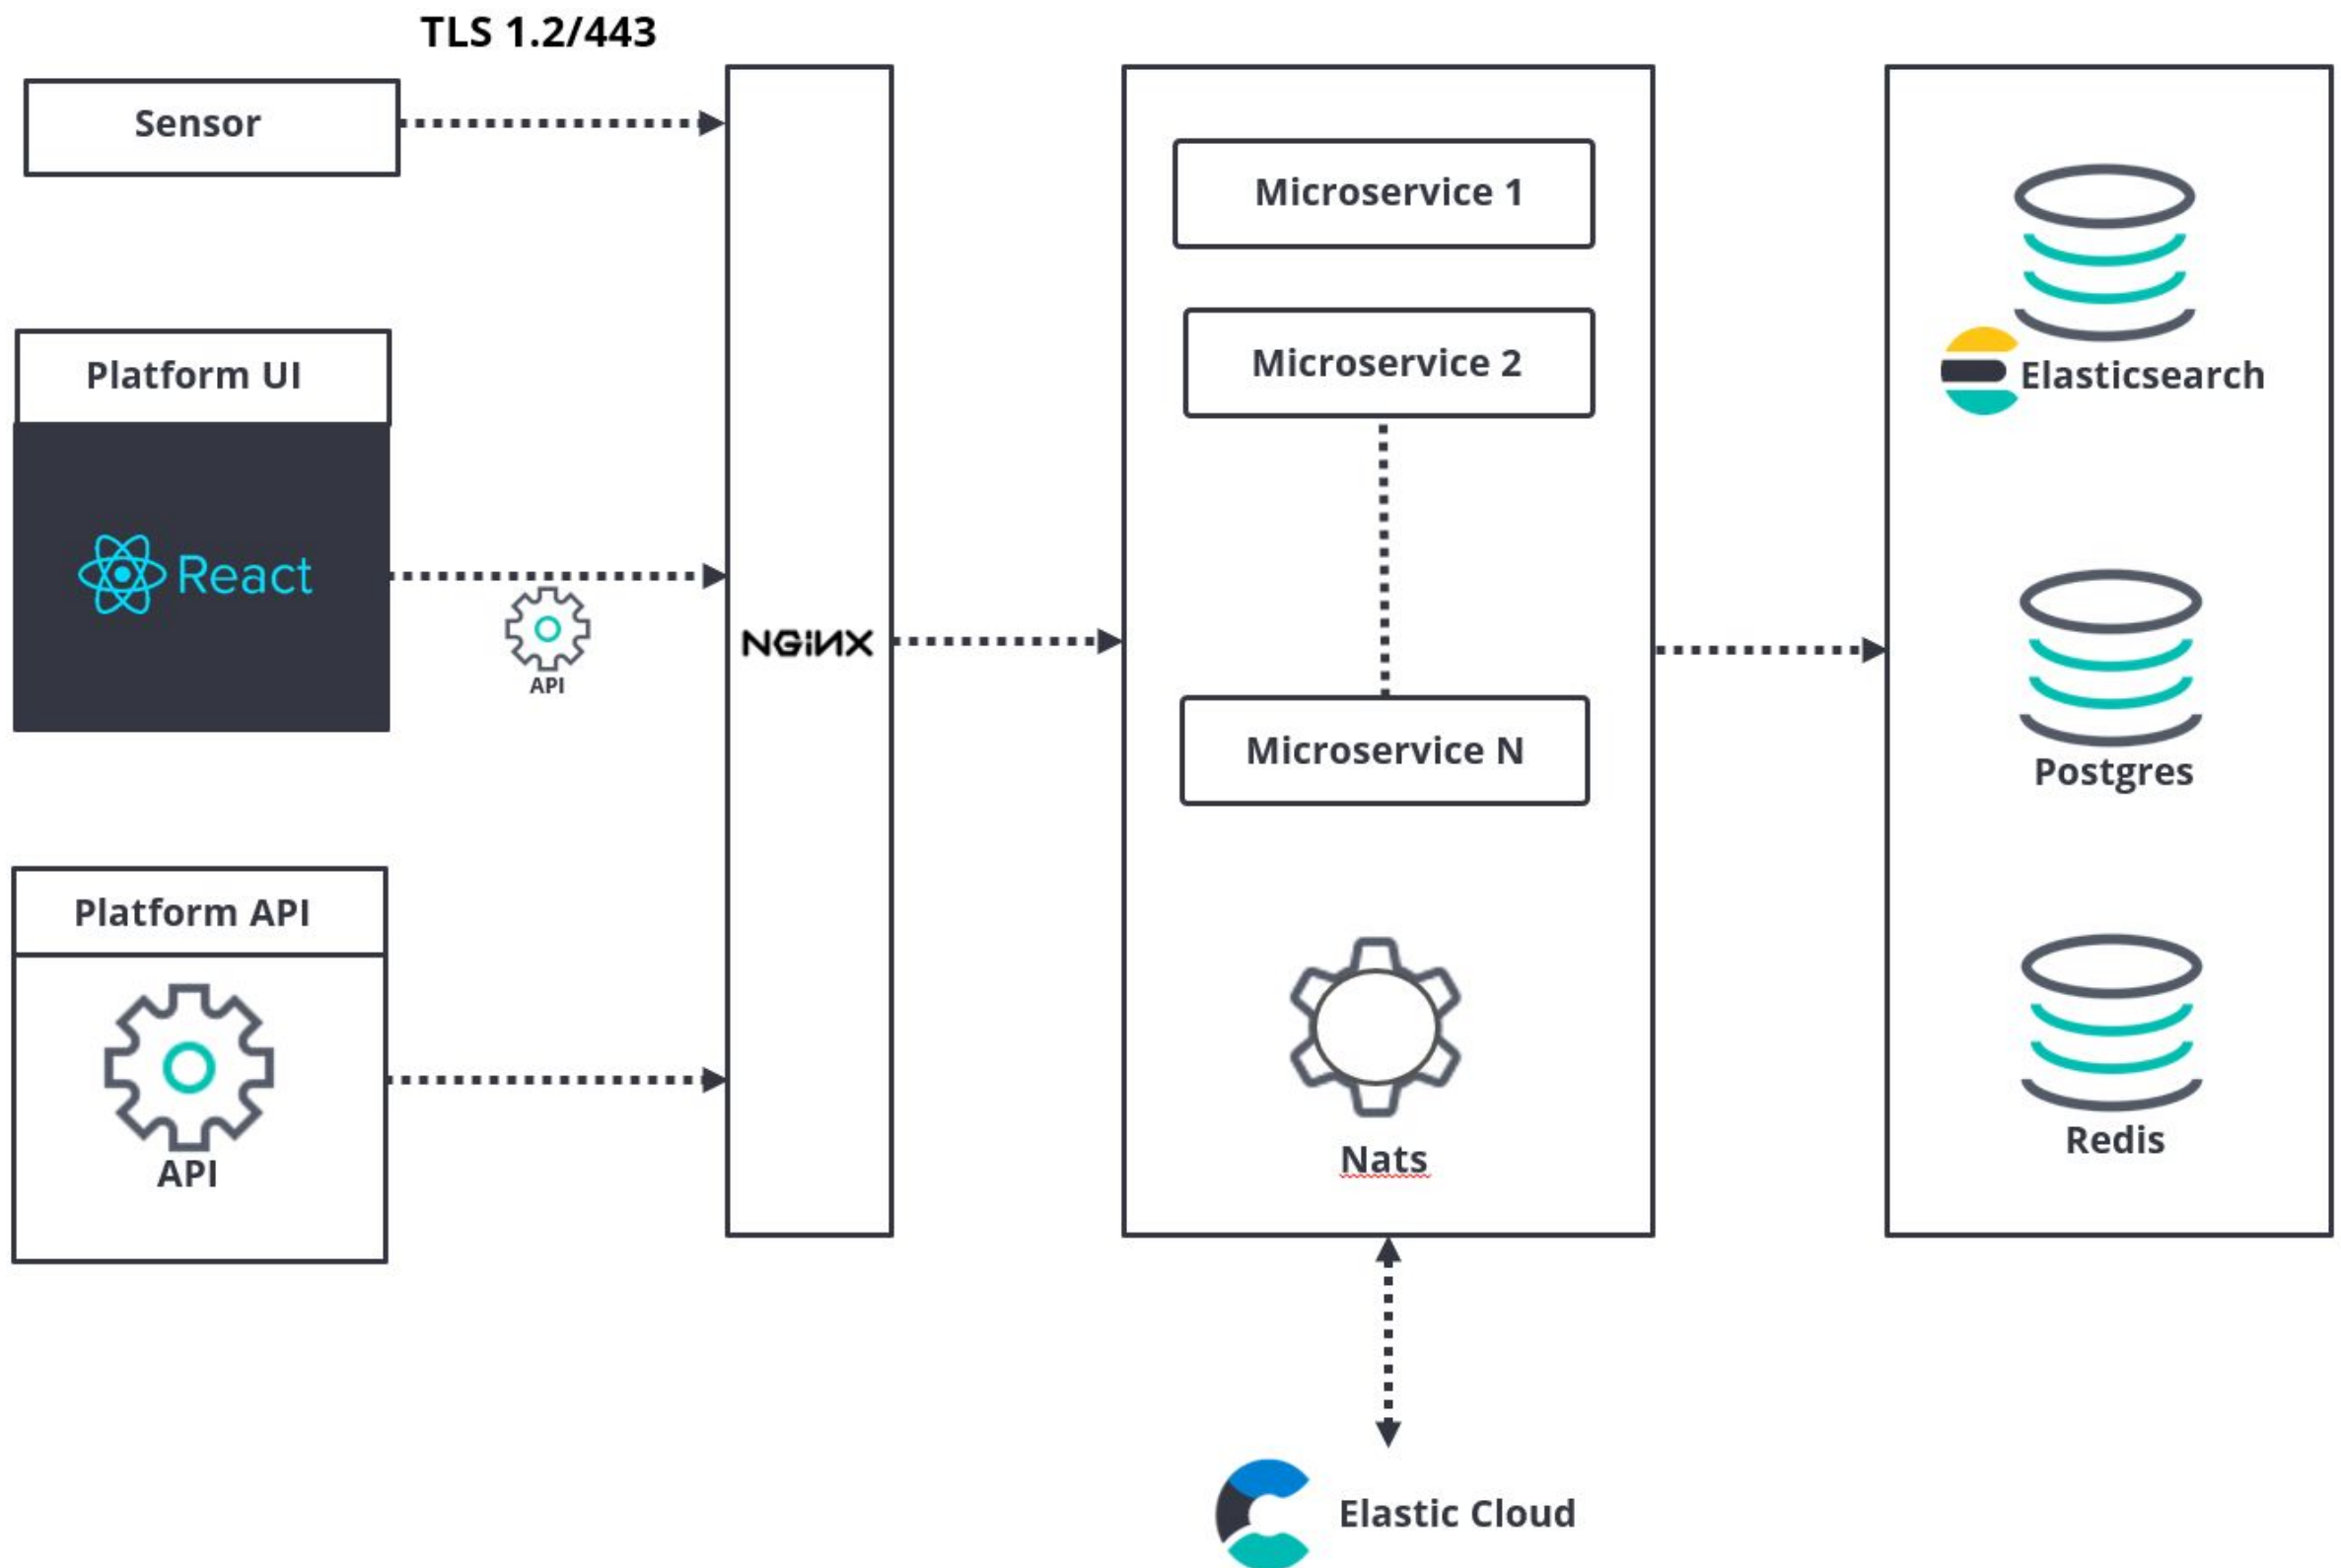 TLS 1.2/443
Sensor
Platform UI
React
API
Platform API
API
NGiNX
Microservice 1
Microservice 2
Microservice N
Nats
Elasticsearch
Postgres
Redis
Elastic Cloud